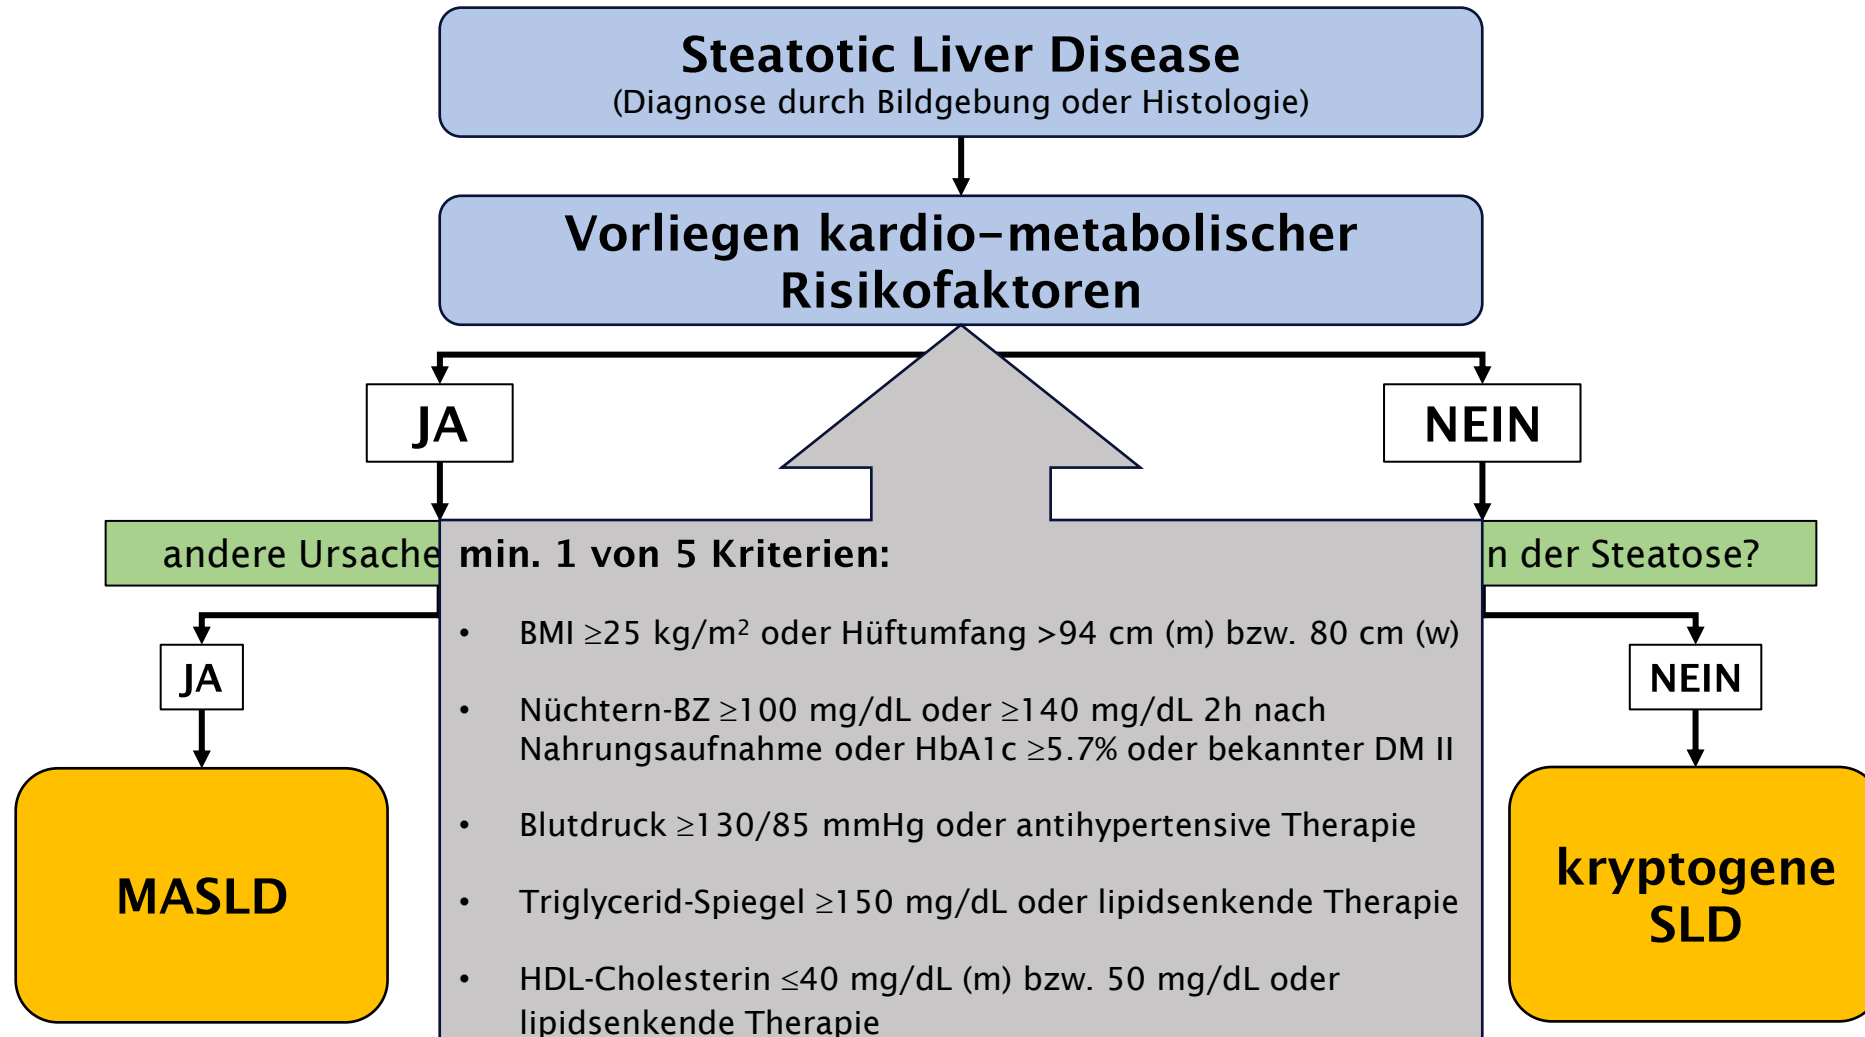 Steatotic Liver Disease
(Diagnose durch Bildgebung oder Histologie)
Vorliegen kardio-metabolischer
Risikofaktoren
JA
NEIN
andere Ursache
n der Steatose?
min. 1 von 5 Kriterien:
• BMI ≥25 kg/m² oder Hüftumfang >94 cm (m) bzw. 80 cm (w)
• Nüchtern-BZ ≥100 mg/dL oder ≥140 mg/dL 2h nach
Nahrungsaufnahme oder HbA1c ≥5.7% oder bekannter DM II
• Blutdruck ≥130/85 mmHg oder antihypertensive Therapie
• Triglycerid-Spiegel ≥150 mg/dL oder lipidsenkende Therapie
• HDL-Cholesterin ≤40 mg/dL (m) bzw. 50 mg/dL oder
lipidsenkende Therapie
JA
NEIN
MASLD
kryptogene
SLD